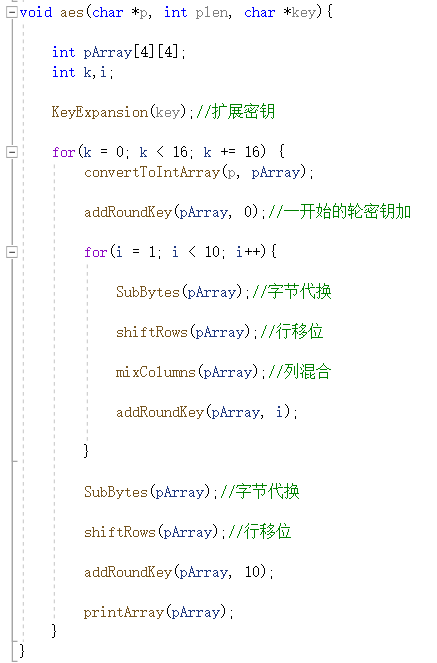 void aes(char *p, int plen, char *key){
int pArray[4][4];
int k,i;
KeyExpansion(key);//扩展密钥
for(k = 0; k < 16; k += 16) {
convertToIntArray(p, pArray);
addRoundKey(pArray, 0);//一开始的轮密钥加
for(i = 1; i < 10; i++){
SubBytes(pArray);//字节代换
shiftRows(pArray);//行移位
mixColumns(pArray);//列混合
addRoundKey(pArray, i);
}
SubBytes(pArray);//字节代换
shiftRows(pArray);//行移位
addRoundKey(pArray, 10);
printArray(pArray);
}
}